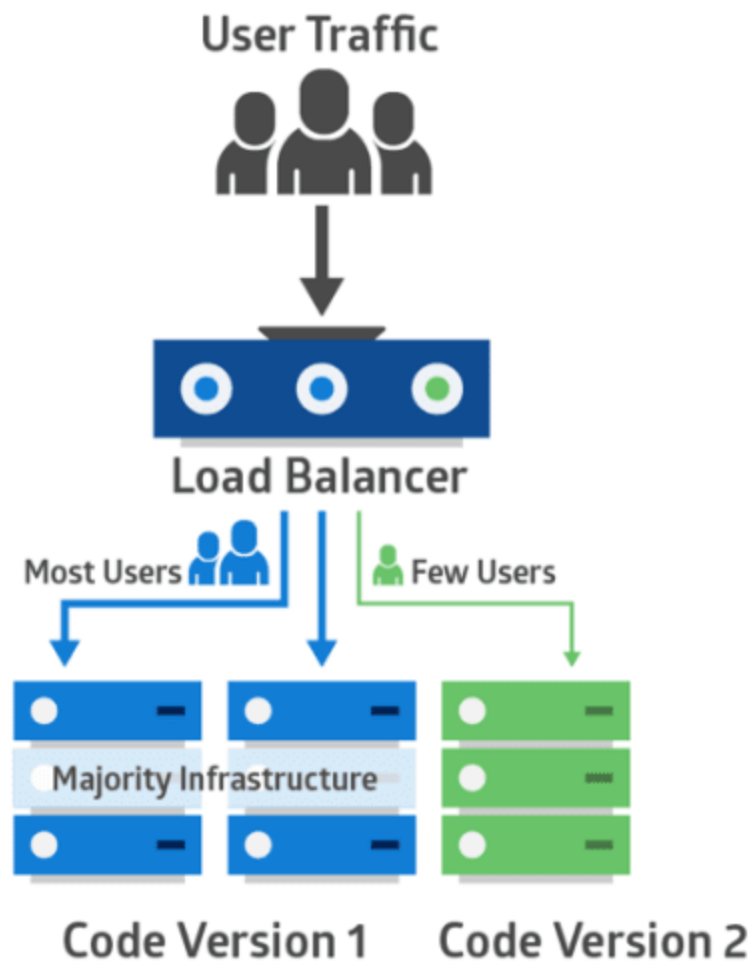 User Traffic
Load Balancer
Most Users
Few Users
Majority Infrastructure
Code Version 1
Code Version 2